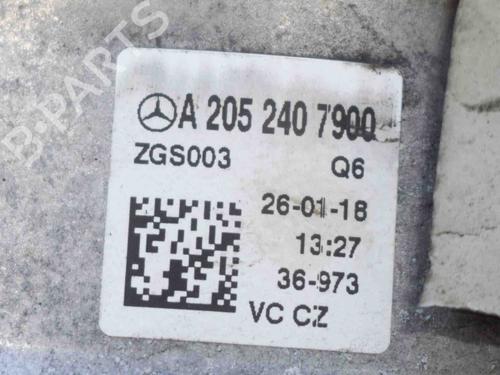 B-PARTS
A 205 240 7900
ZGS003 Q6
26-01-18
13:27
36-973
VC CZ